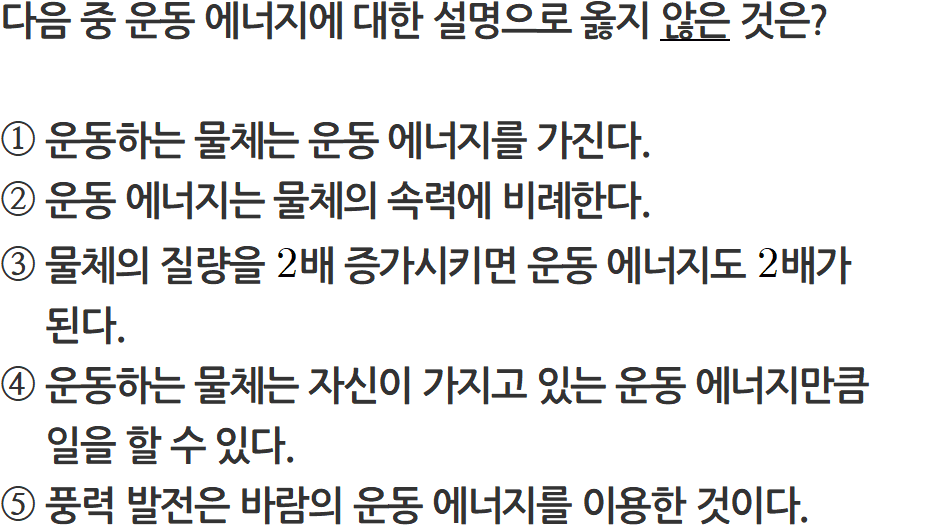 다음 중 운동 에너지에 대한 설명으로 옳지 않은 것은?
① 운동하는 물체는 운동 에너지를 가진다.
② 운동 에너지는 물체의 속력에 비례한다.
③ 물체의 질량을 2배 증가시키면 운동 에너지도 2배가
된다.
④ 운동하는 물체는 자신이 가지고 있는 운동 에너지만큼
일을 할 수 있다.
⑤ 풍력 발전은 바람의 운동 에너지를 이용한 것이다.